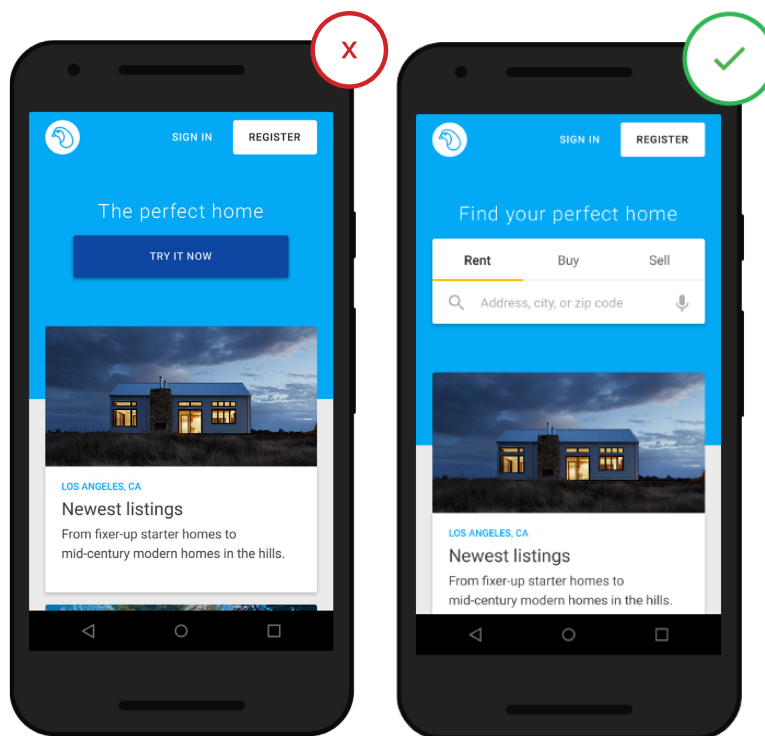 X
SIGN IN
REGISTER
The perfect home
TRY IT NOW
LOS ANGELES, CA
Newest listings
From fixer-up starter homes to
mid-century modern homes in the hills.
SIGN IN
REGISTER
Find your perfect home
Rent
Buy
Sell
Address, city, or zip code
LOS ANGELES, CA
Newest listings
From fixer-up starter homes to
mid-century modern homes in the hills.